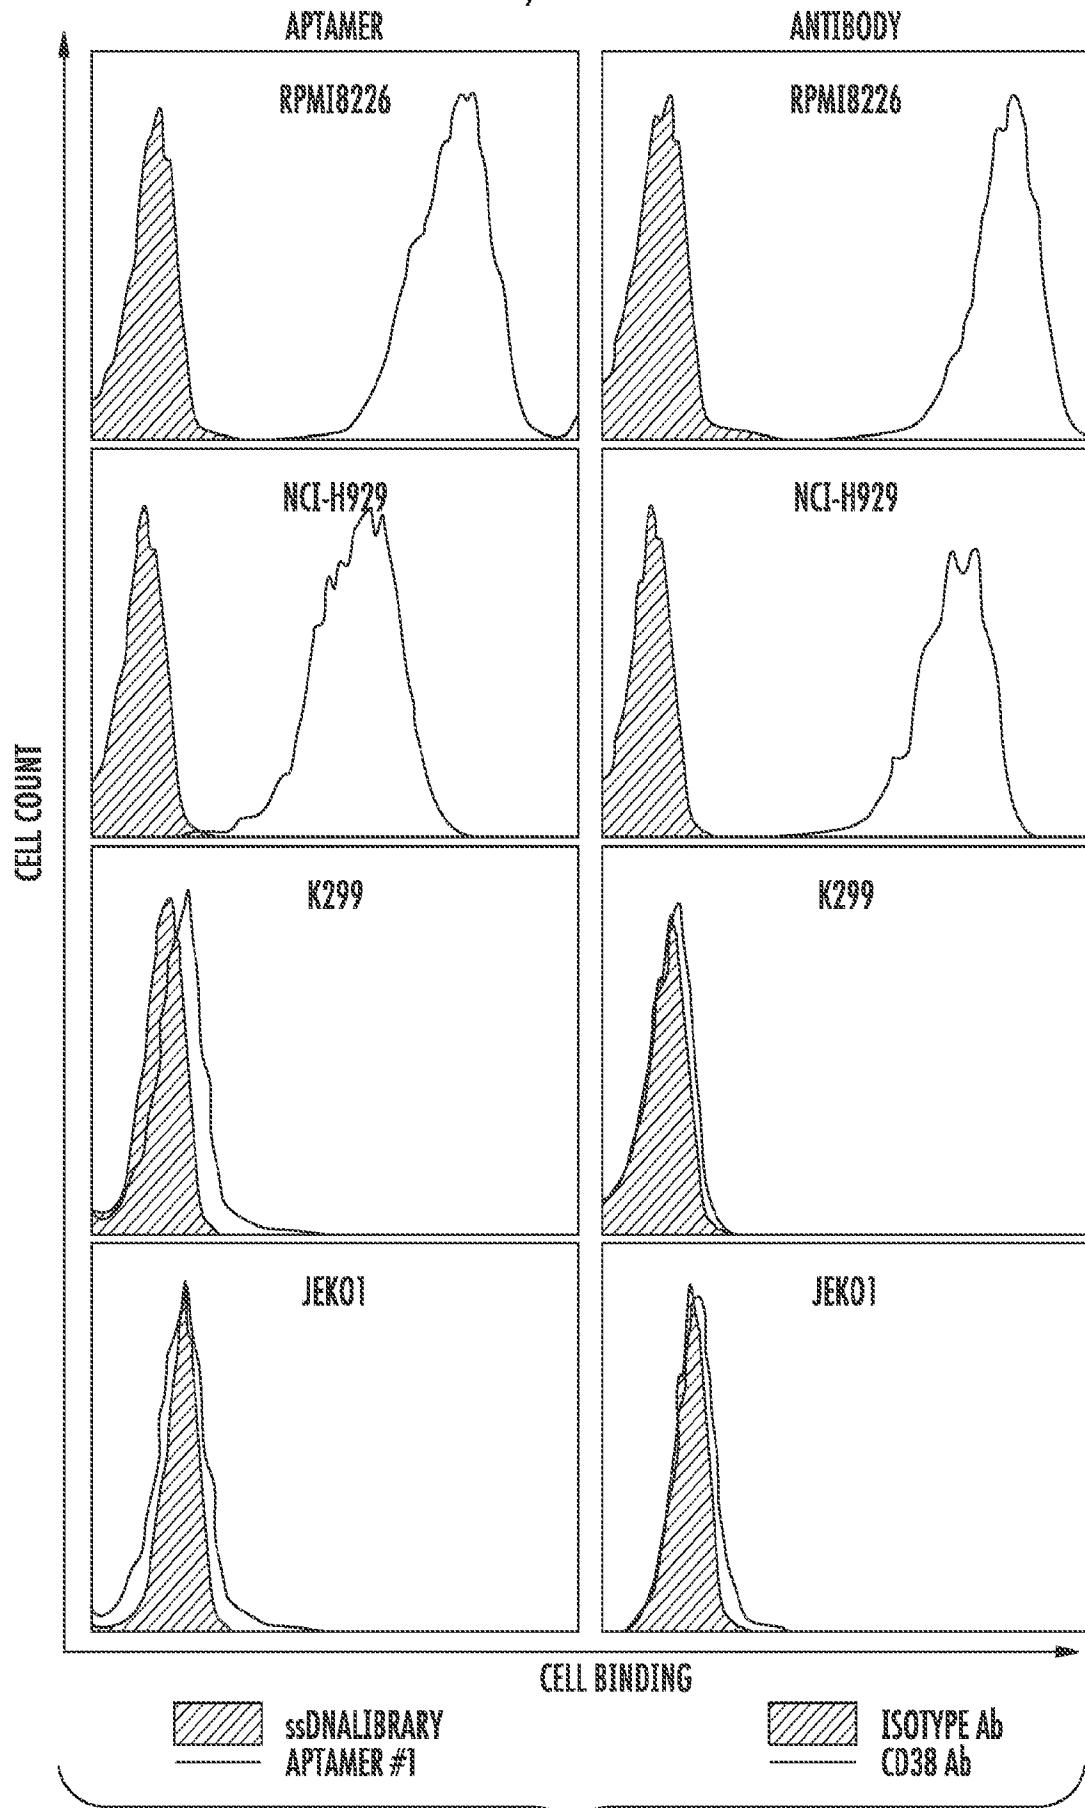 APTAMER ANTIBODY
RPMI8226 RPMI8226
NCI-H929 NCI-H929
CELL COUNT
K299 K299
JEKO1 JEKO1
CELL BINDING
ssDNALIBRARY ISOTYPE Ab
APTAMER #1 CD38 Ab